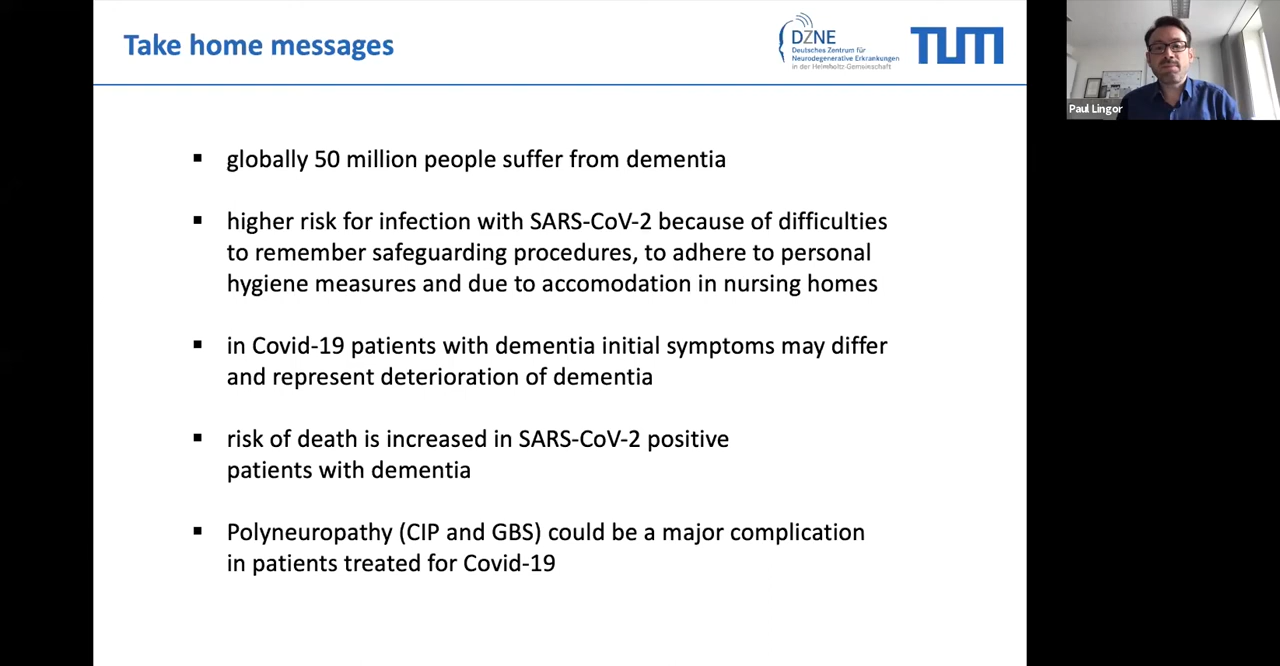 Take home messages
DZNE
Deutsches Zentrum für
Neurodegenerative Erkrankungen
in der Helmholtz-Gemeinschaft
TUM
Paul Lingor
▪ globally 50 million people suffer from dementia
▪ higher risk for infection with SARS-CoV-2 because of difficulties
to remember safeguarding procedures, to adhere to personal
hygiene measures and due to accomodation in nursing homes
▪ in Covid-19 patients with dementia initial symptoms may differ
and represent deterioration of dementia
▪ risk of death is increased in SARS-CoV-2 positive
patients with dementia
▪ Polyneuropathy (CIP and GBS) could be a major complication
in patients treated for Covid-19